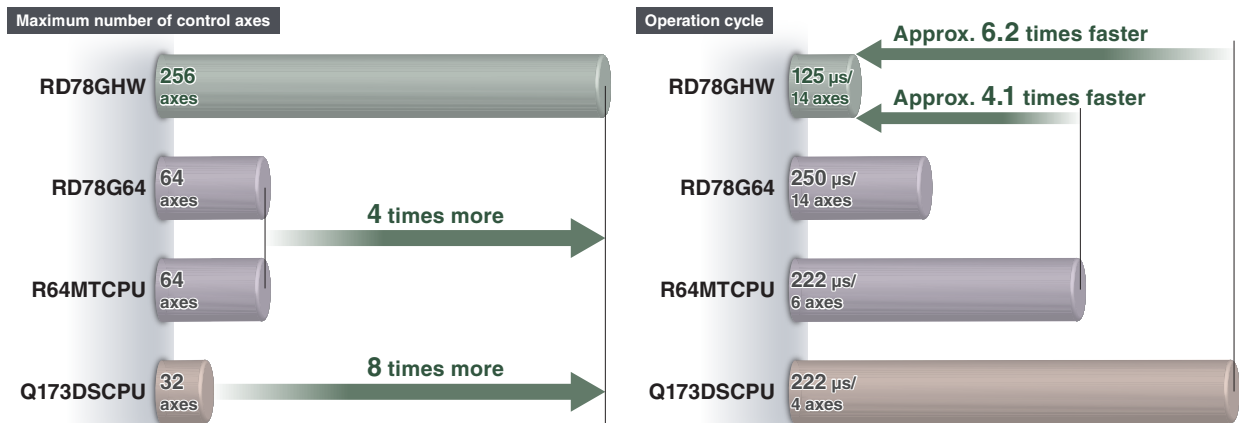 Maximum number of control axes
RD78GHW
256
axes
RD78G64
64
axes
4 times more
R64MTCPU
64
axes
Q173DSCPU
32
axes
8 times more
Operation cycle
Approx. 6.2 times faster
RD78GHW
125 µs/
14 axes
Approx. 4.1 times faster
RD78G64
250 µs/
14 axes
R64MTCPU
222 µs/
6 axes
Q173DSCPU
222 µs/
4 axes